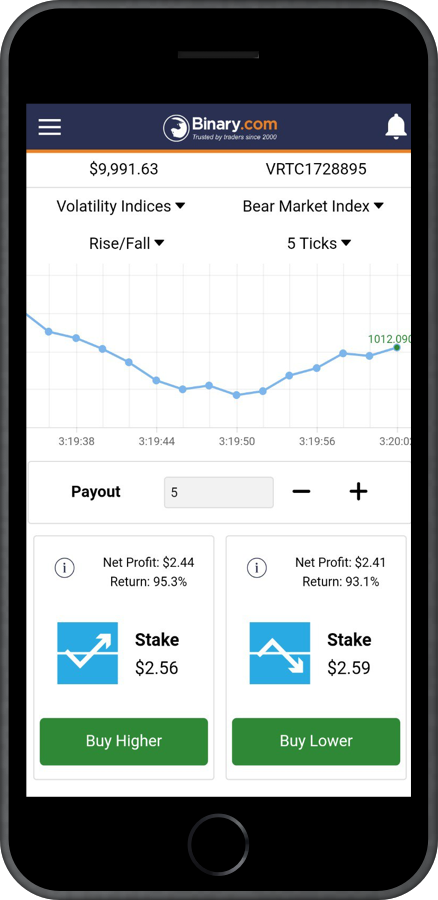 Binary.com
Trusted by traders since 2000
$9,991.63 VRTC1728895
Volatility Indices Bear Market Index
Rise/Fall 5 Ticks
1012.090
3:19:38 3:19:44 3:19:50 3:19:56 3:20:0
Payout 5
Net Profit: $2.44
Return: 95.3%
Stake
$2.56
Buy Higher
Net Profit: $2.41
Return: 93.1%
Stake
$2.59
Buy Lower